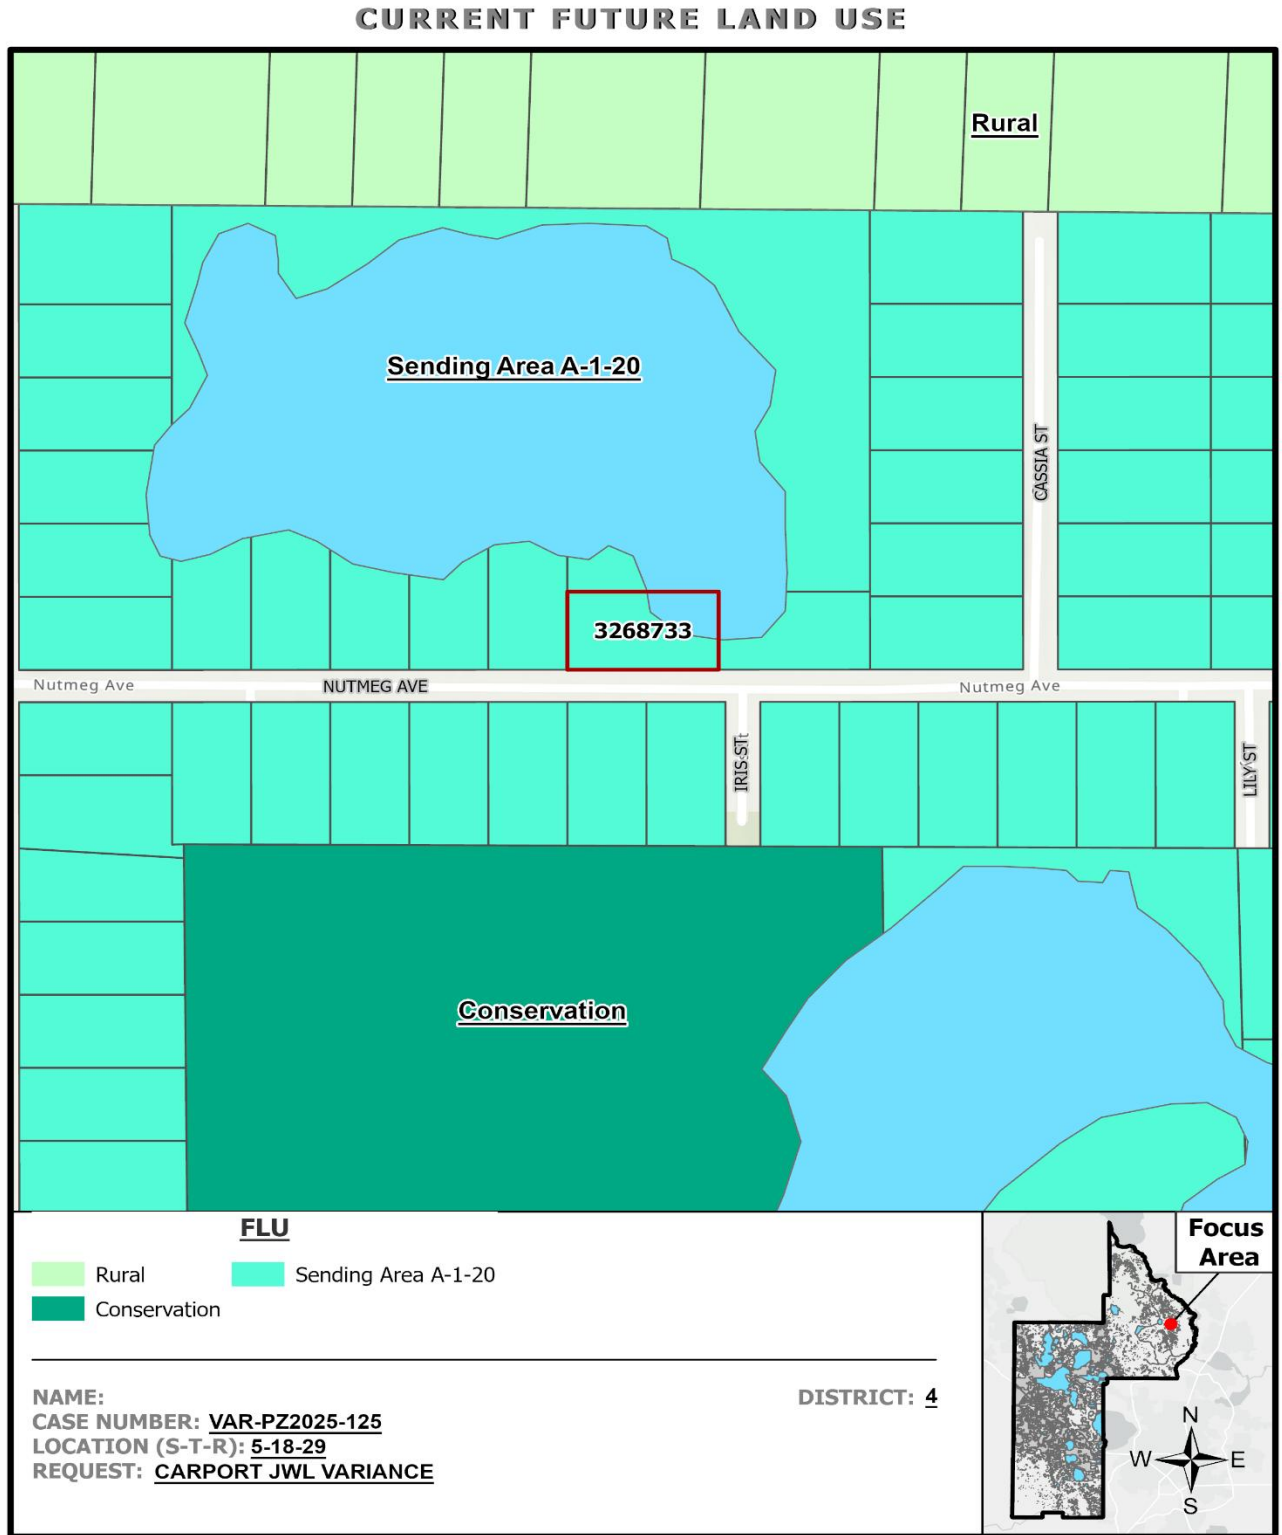 CURRENT FUTURE LAND USE
Rural
Sending Area A-1-20
CASSIA ST
3268733
Nutmeg Ave
NUTMEG AVE
Nutmeg Ave
IRIS ST
LILY ST
Conservation
FLU
Rural
Sending Area A-1-20
Conservation
Focus
Area
NAME:
DISTRICT: 4
CASE NUMBER: VAR-PZ2025-125
LOCATION (S-T-R): 5-18-29
REQUEST: CARPORT JWL VARIANCE
N
W
E
S